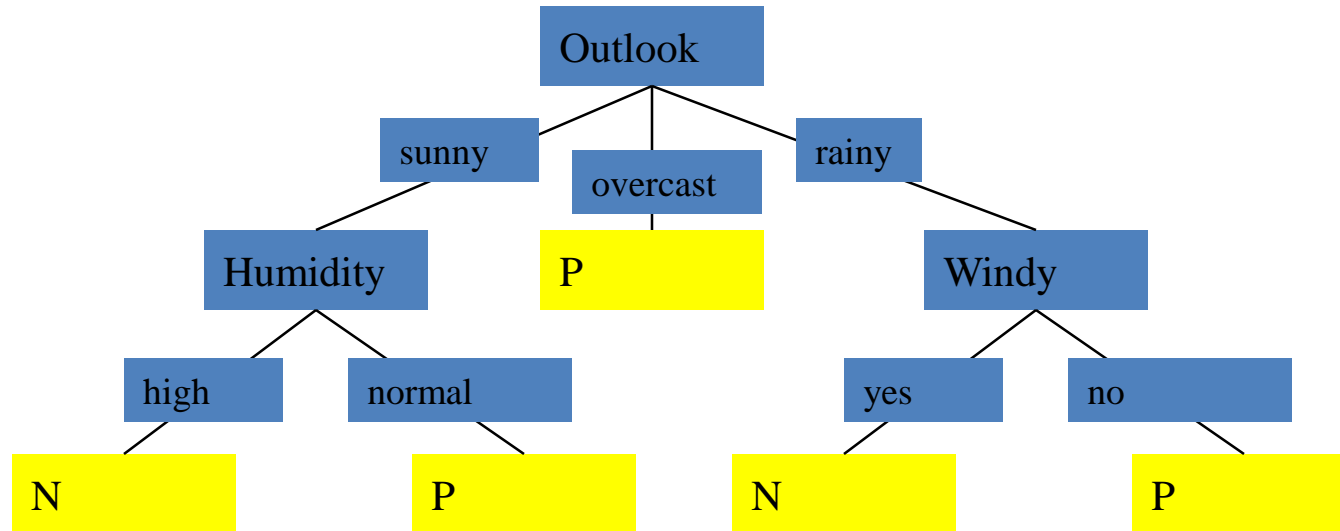 Outlook
sunny
overcast
rainy
Humidity
P
Windy
high
normal
yes
no
N
P
N
P